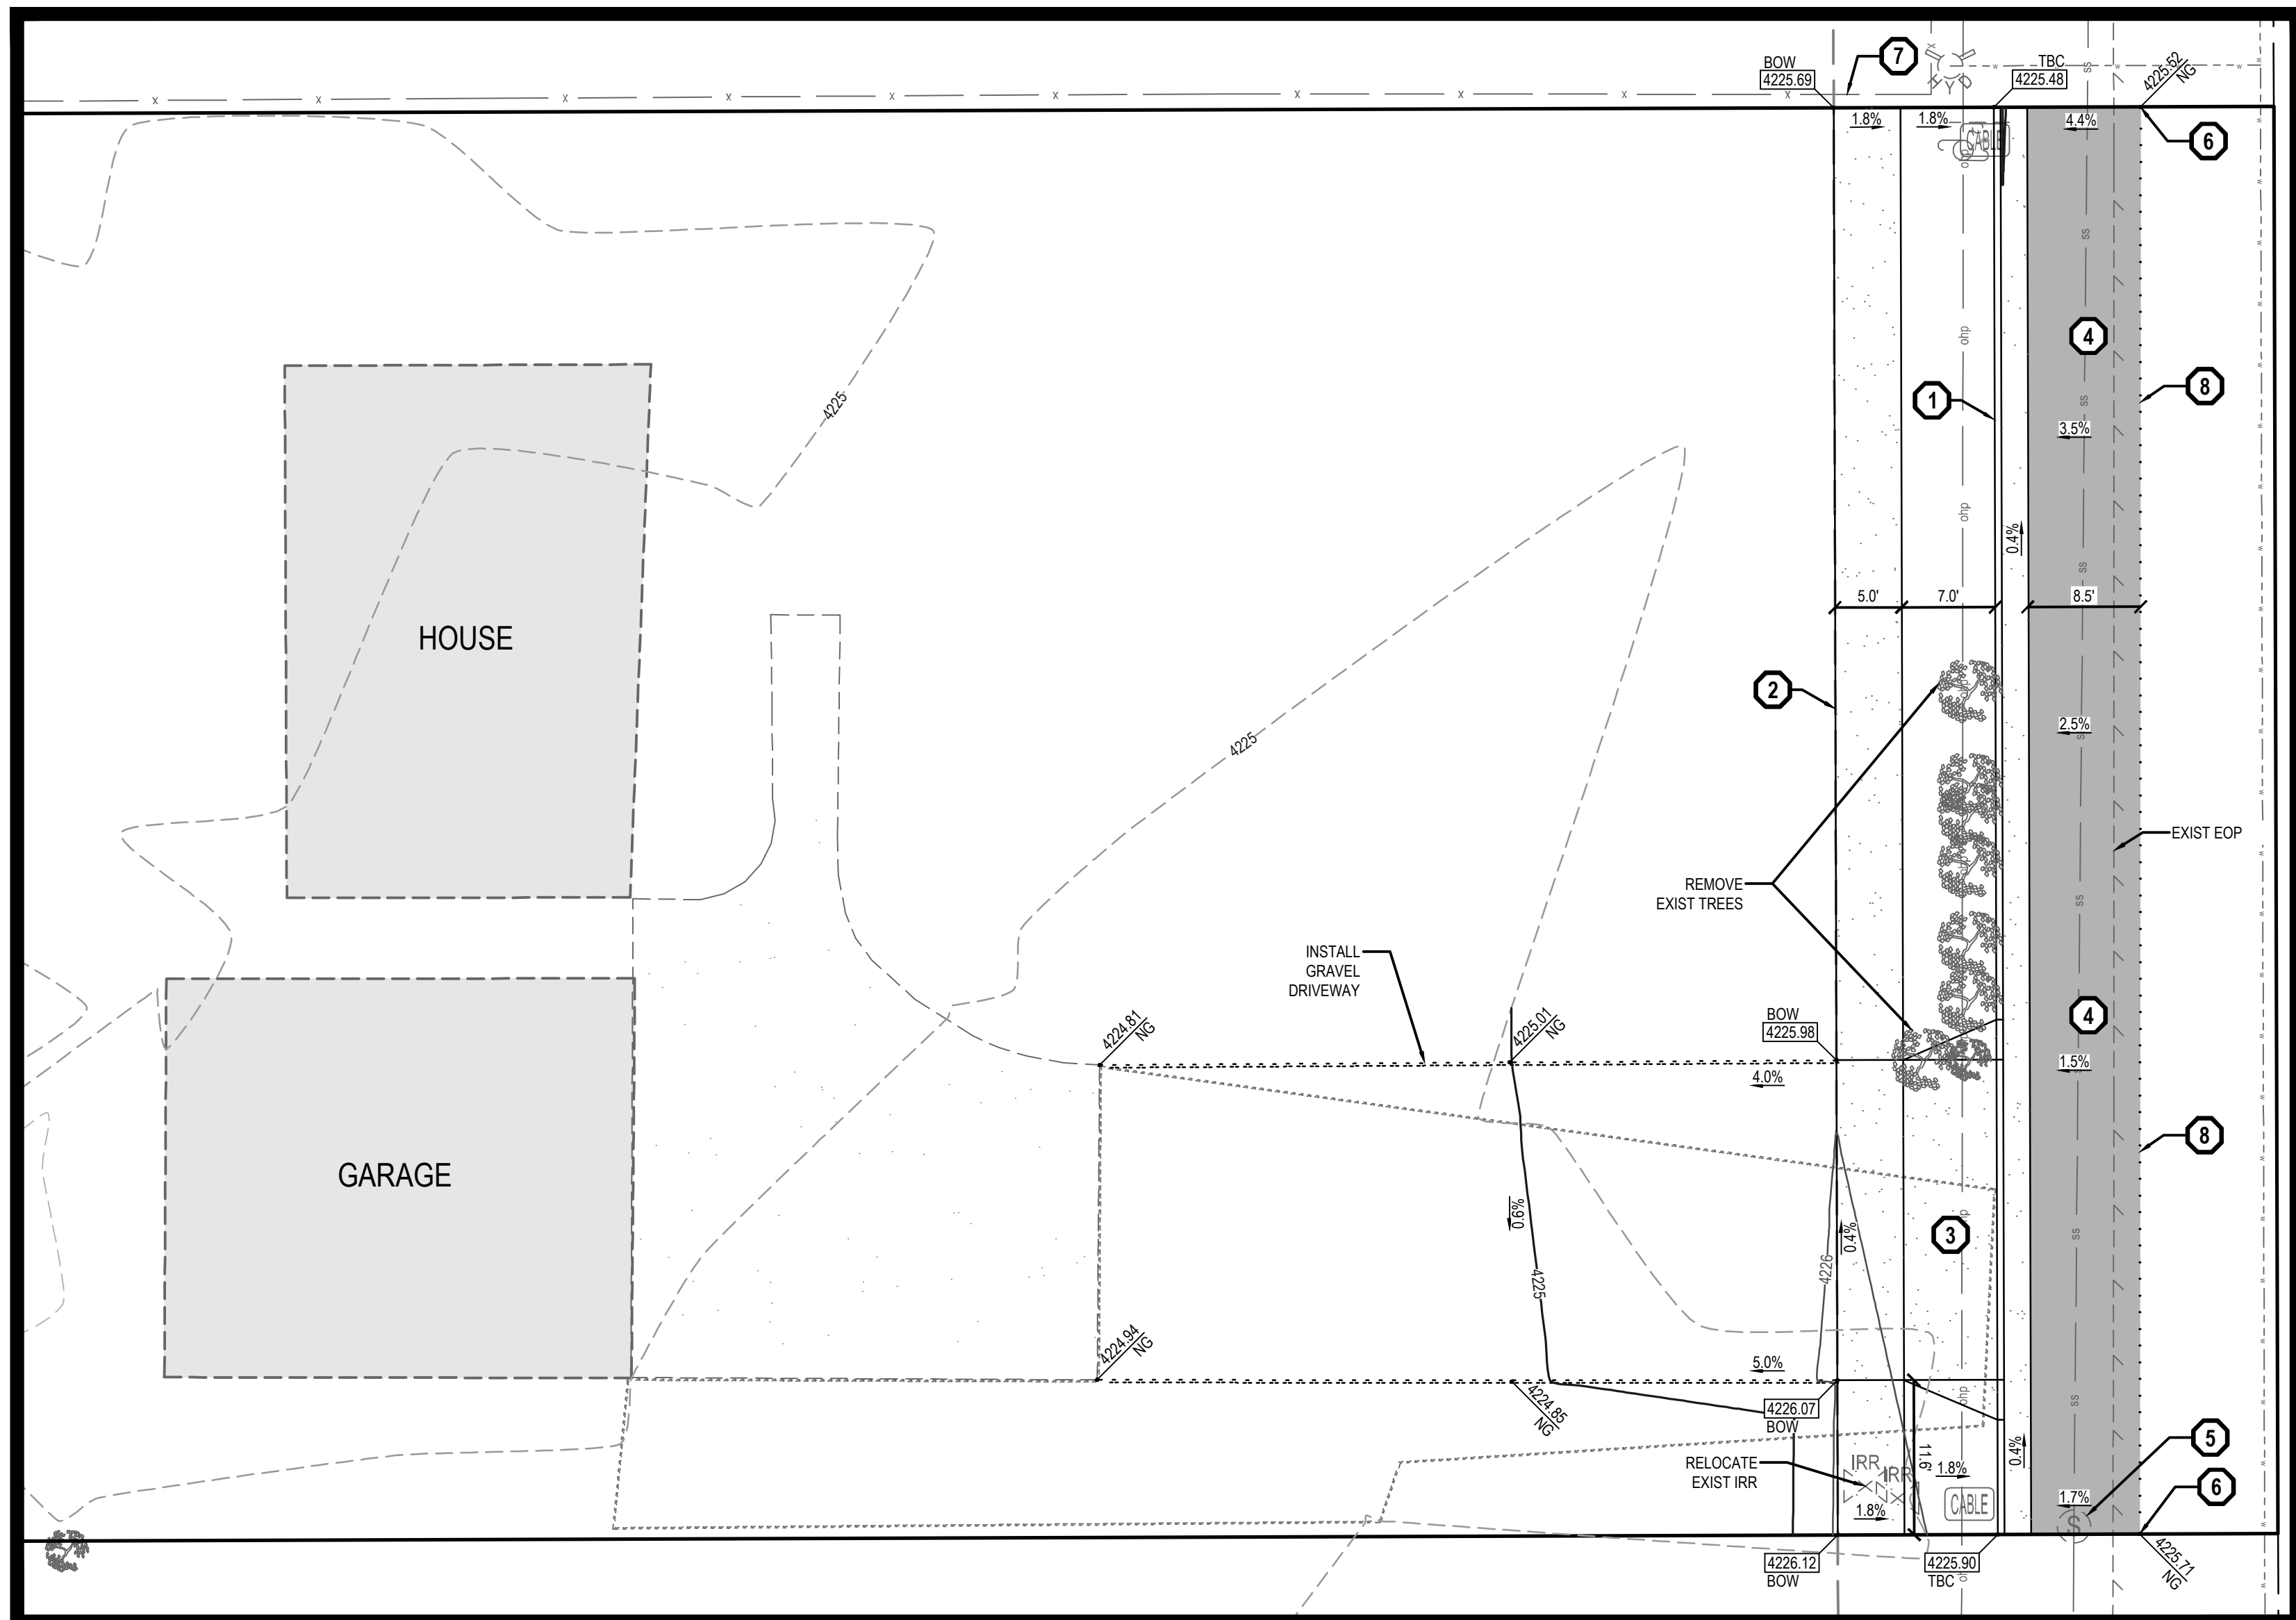 BOW
4225.69
7
HYD
TBC
4225.48
4225.52
NG
X X X X X X X X X X X
1.8%
1.8%
CABLE
4.4%
6
ss
w
ohp
4
4225
1
8
3.5%
0.4%
5.0'
7.0'
8.5'
HOUSE
2
2.5%
4225
EXIST EOP
REMOVE
EXIST TREES
INSTALL
GRAVEL
DRIVEWAY
4224.81
NG
4225.01
NG
BOW
4225.98
4
4.0%
1.5%
8
GARAGE
0.6%
0.4%
3
4226
4225
4224.94
NG
5.0%
4224.85
NG
4226.07
BOW
11.6'
0.4%
5
RELOCATE
EXIST IRR
IRR
IRR
1.8%
CABLE
1.7%
6
1.8%
S
4226.12
BOW
4225.90
TBC
4225.71
NG